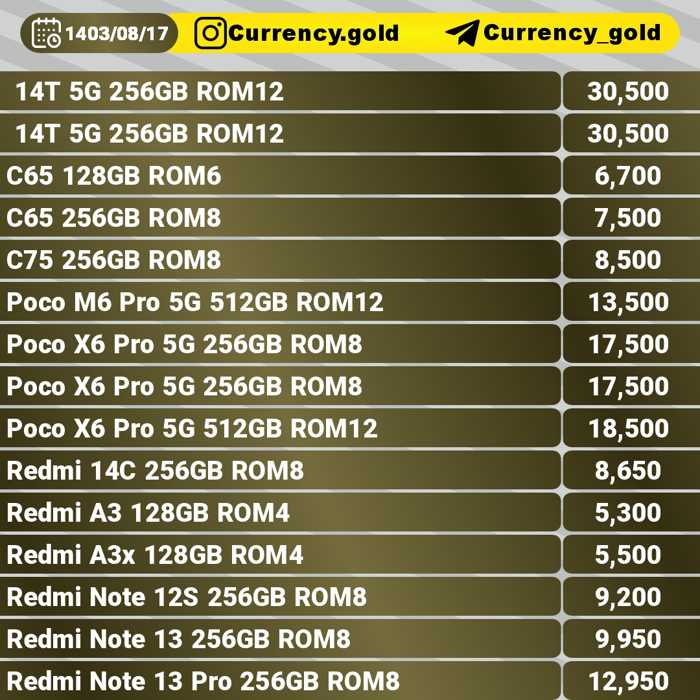 1403/08/17 Currency.gold Currency_gold
14T 5G 256GB ROM12 30,500
14T 5G 256GB ROM12 30,500
C65 128GB ROM6 6,700
C65 256GB ROM8 7,500
C75 256GB ROM8 8,500
Poco M6 Pro 5G 512GB ROM12 13,500
Poco X6 Pro 5G 256GB ROM8 17,500
Poco X6 Pro 5G 256GB ROM8 17,500
Poco X6 Pro 5G 512GB ROM12 18,500
Redmi 14C 256GB ROM8 8,650
Redmi A3 128GB ROM4 5,300
Redmi A3x 128GB ROM4 5,500
Redmi Note 12S 256GB ROM8 9,200
Redmi Note 13 256GB ROM8 9,950
Redmi Note 13 Pro 256GB ROM8 12,950